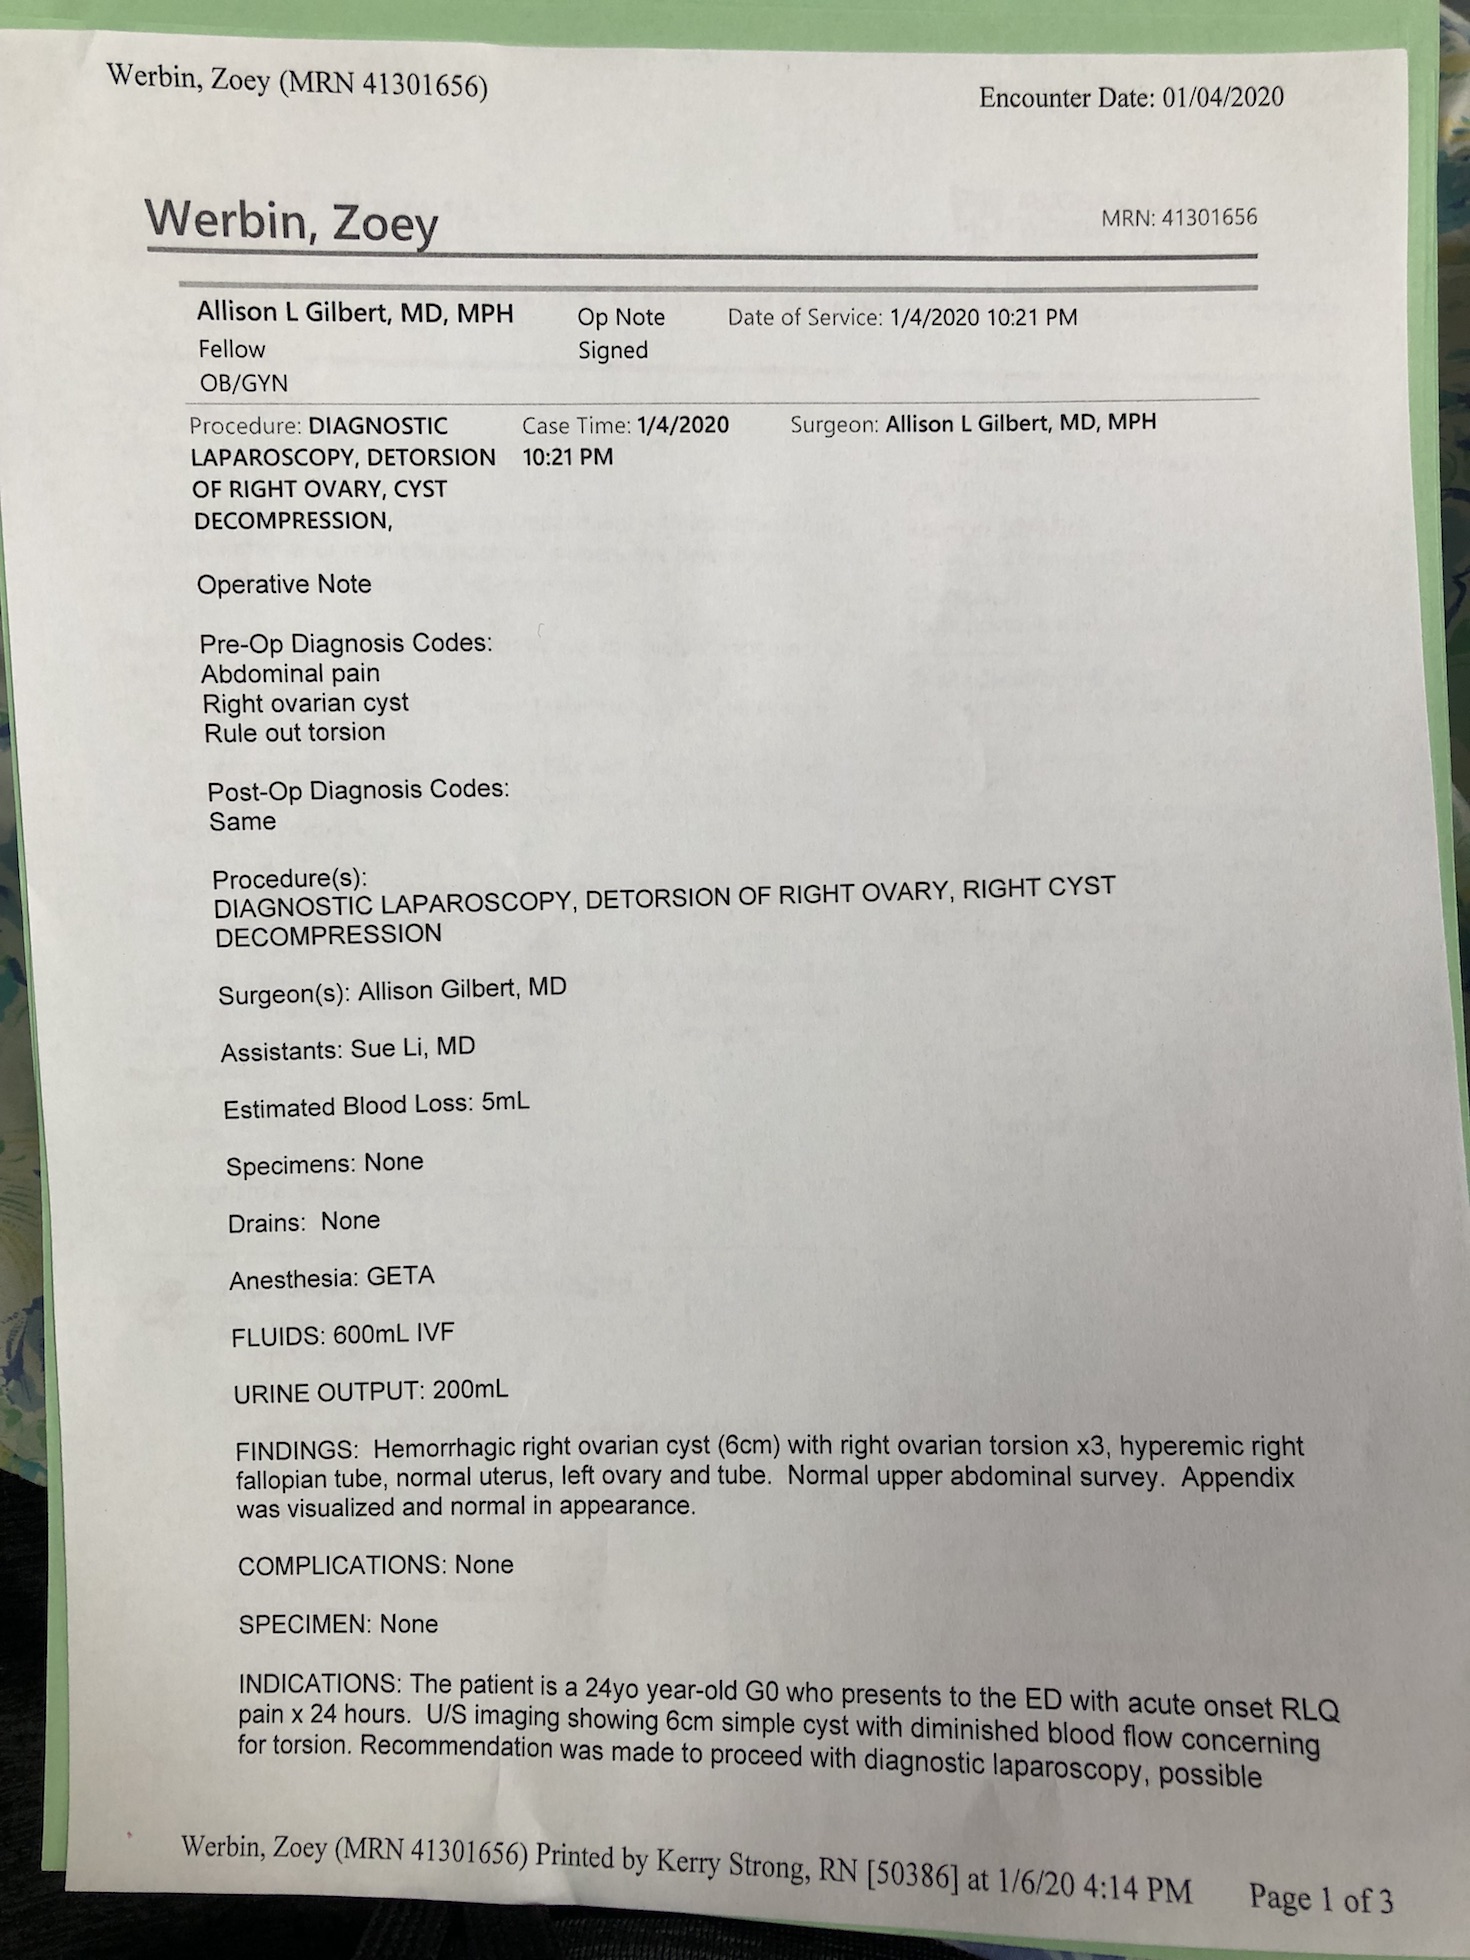 Werbin, Zoey (MRN 41301656)
Encounter Date: 01/04/2020
Werbin, Zoey
MRN: 41301656
Allison L Gilbert, MD, MPH
Op Note
Date of Service: 1/4/2020 10:21 PM
Fellow
Signed
OB/GYN
Procedure: DIAGNOSTIC
LAPAROSCOPY, DETORSION
OF RIGHT OVARY, CYST
DECOMPRESSION,
Case Time: 1/4/2020
10:21 PM
Surgeon: Allison L Gilbert, MD, MPH
Operative Note
Pre-Op Diagnosis Codes:
Abdominal pain
Right ovarian cyst
Rule out torsion
Post-Op Diagnosis Codes:
Same
Procedure(s):
DIAGNOSTIC LAPAROSCOPY, DETORSION OF RIGHT OVARY, RIGHT CYST
DECOMPRESSION
Surgeon(s): Allison Gilbert, MD
Assistants: Sue Li, MD
Estimated Blood Loss: 5mL
Specimens: None
Drains: None
Anesthesia: GETA
FLUIDS: 600mL IVF
URINE OUTPUT: 200mL
FINDINGS: Hemorrhagic right ovarian cyst (6cm) with right ovarian torsion x3, hyperemic right
fallopian tube, normal uterus, left ovary and tube. Normal upper abdominal survey. Appendix
was visualized and normal in appearance.
COMPLICATIONS: None
SPECIMEN: None
INDICATIONS: The patient is a 24yo year-old G0 who presents to the ED with acute onset RLQ
pain x 24 hours. U/S imaging showing 6cm simple cyst with diminished blood flow concerning
for torsion. Recommendation was made to proceed with diagnostic laparoscopy, possible
Werbin, Zoey (MRN 41301656) Printed by Kerry Strong, RN [50386] at 1/6/20 4:14 PM
Page 1 of 3